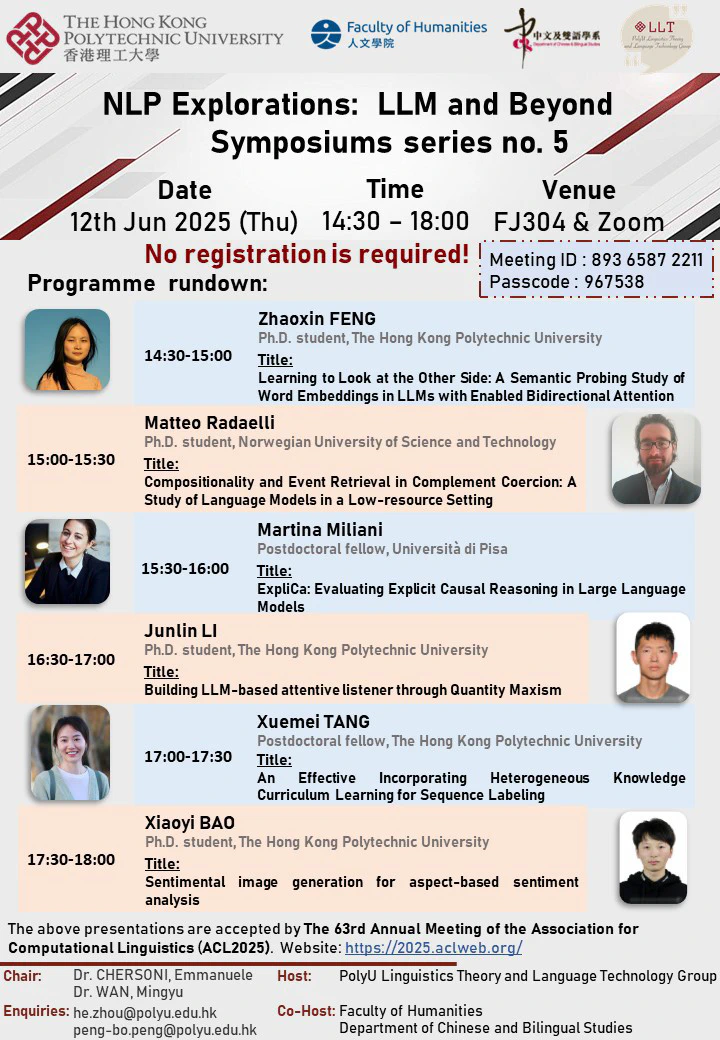 THE HONG KONG
POLYTECHNIC UNIVERSITY
香港理工大學
Faculty of Humanities
人文學院
中文及雙語學系
Department of Chinese & Bilingual Studies
LLT
PolyU Linguistics Theory
and Language Technology Group
NLP Explorations: LLM and Beyond
Symposiums series no. 5
Date Time Venue
12th Jun 2025 (Thu) 14:30 – 18:00 FJ304 & Zoom
No registration is required!
Meeting ID : 893 6587 2211
Passcode : 967538
Programme rundown:
14:30-15:00
Zhaoxin FENG
Ph.D. student, The Hong Kong Polytechnic University
Title:
Learning to Look at the Other Side: A Semantic Probing Study of
Word Embeddings in LLMs with Enabled Bidirectional Attention
15:00-15:30
Matteo Radaelli
Ph.D. student, Norwegian University of Science and Technology
Title:
Compositionality and Event Retrieval in Complement Coercion: A
Study of Language Models in a Low-resource Setting
15:30-16:00
Martina Miliani
Postdoctoral fellow, Università di Pisa
Title:
ExpliCa: Evaluating Explicit Causal Reasoning in Large Language
Models
16:30-17:00
Junlin LI
Ph.D. student, The Hong Kong Polytechnic University
Title:
Building LLM-based attentive listener through Quantity Maxism
17:00-17:30
Xuemei TANG
Postdoctoral fellow, The Hong Kong Polytechnic University
Title:
An Effective Incorporating Heterogeneous Knowledge
Curriculum Learning for Sequence Labeling
17:30-18:00
Xiaoyi BAO
Ph.D. student, The Hong Kong Polytechnic University
Title:
Sentimental image generation for aspect-based sentiment
analysis
The above presentations are accepted by The 63rd Annual Meeting of the Association for
Computational Linguistics (ACL2025). Website: https://2025.aclweb.org/
Chair: Dr. CHERSONI, Emmanuele
Dr. WAN, Mingyu
Host: PolyU Linguistics Theory and Language Technology Group
Enquiries: he.zhou@polyu.edu.hk
peng-bo.peng@polyu.edu.hk
Co-Host: Faculty of Humanities
Department of Chinese and Bilingual Studies